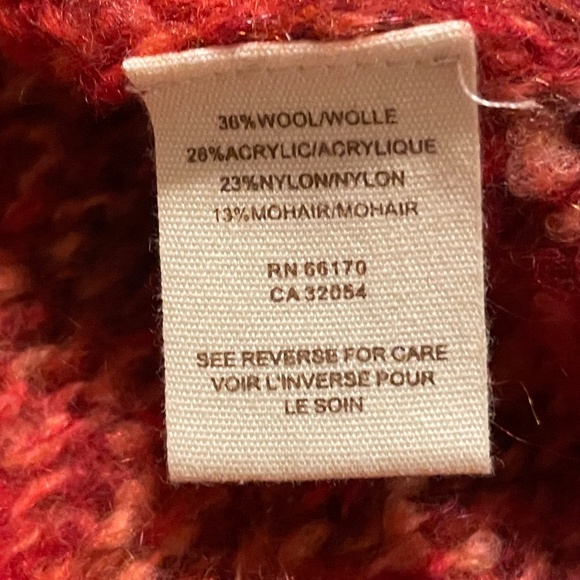 36%WOOL/WOLLE
28%ACRYLIC/ACRYLIQUE
23%NYLON/NYLON
13%MOHAIR/MOHAIR
RN 66170
CA 32054
SEE REVERSE FOR CARE
VOIR L'INVERSE POUR
LE SOIN